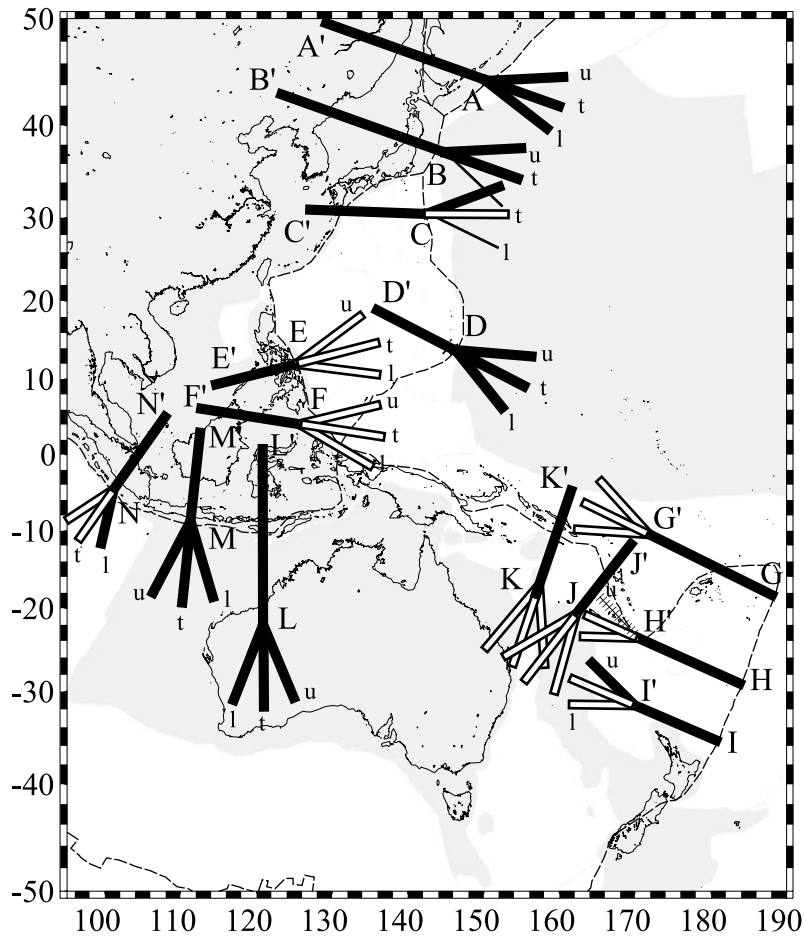 50
A'
u
A
t
l
B'
40
u
B
t
30
C'
C
t
l
20
D'
u
D
E
u
t
t
10
E'
l
l
N'
F'
F
u
t
0
M'
L'
l
K'
-10
N
t
l
M
G'
J'
K
J
u
G
-20
u
t
l
L
H'
u
H
-30
l
t
u
I'
l
I
-40
-50
100 110 120 130 140 150 160 170 180 190